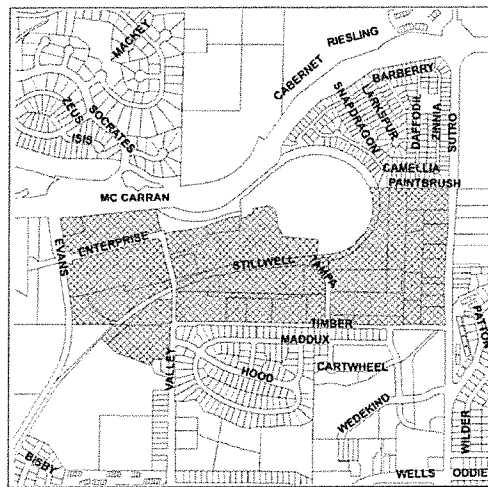 MACKEY
RIESLING
CABERNET
BARBERRY
LARKSPUR
SNAPDRAGON
DAFFODIL
ZINNIA
SUTRO
ZEUS
SOCRATES
ISIS
CAMELLIA
PAINTBRUSH
MC CARRAN
EVANS
ENTERPRISE
STILLWELL
TAMPA
TIMBER
MADDUX
PATTON
VALLEY
HOOD
CARTWHEEL
WEDEKIND
WILDER
BISBY
WELLS
ODDIE